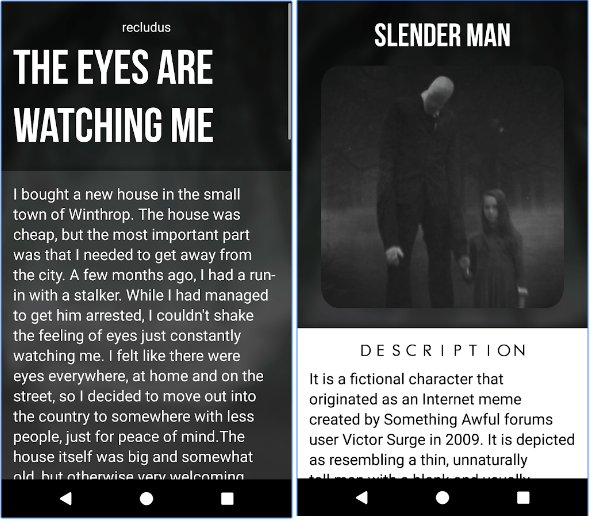 recludus
THE EYES ARE
WATCHING ME
I bought a new house in the small
town of Winthrop. The house was
cheap, but the most important part
was that I needed to get away from
the city. A few months ago, I had a run-
in with a stalker. While I had managed
to get him arrested, I couldn't shake
the feeling of eyes just constantly
watching me. I felt like there were
eyes everywhere, at home and on the
street, so I decided to move out into
the country to somewhere with less
people, just for peace of mind.The
house itself was big and somewhat
old, but otherwise very welcoming
SLENDER MAN
DESCRIPTION
It is a fictional character that
originated as an Internet meme
created by Something Awful forums
user Victor Surge in 2009. It is depicted
as resembling a thin, unnaturally
tall man with a blank and usually